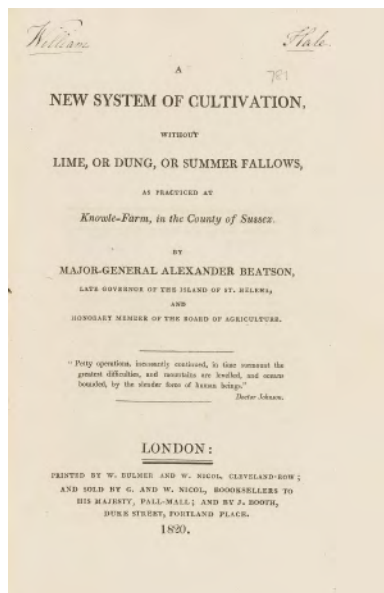 William Hale.
A
781
NEW SYSTEM OF CULTIVATION,
WITHOUT
LIME, OR DUNG, OR SUMMER FALLOWS,
AS PRACTICED AT
Knowle-Farm, in the County of Sussex.
BY
MAJOR-GENERAL ALEXANDER BEATSON,
LATE GOVERNOR OF THE ISLAND OF ST. HELENA,
AND
HONORARY MEMBER OF THE BOARD OF AGRICULTURE.
"Petty operations, incessantly continued, in time surmount the
greatest difficulties, and mountains are levelled, and oceans
bounded, by the slender force of human beings."
Doctor Johnson.
LONDON:
PRINTED BY W. BULMER AND W. NICOL, CLEVELAND-ROW;
AND SOLD BY G. AND W. NICOL, BOOKSELLERS TO
HIS MAJESTY, PALL-MALL; AND BY J. BOOTH,
DUKE STREET, PORTLAND PLACE.
1820.